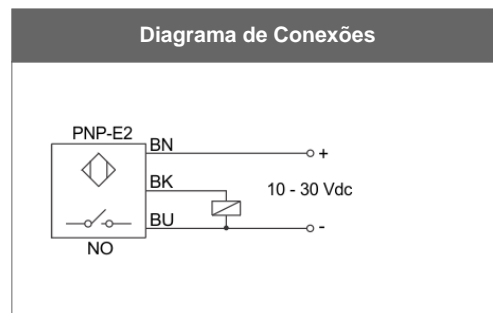 Diagrama de Conexões
PNP-E2
BN
+
BK
10 - 30 Vdc
BU
-
NO